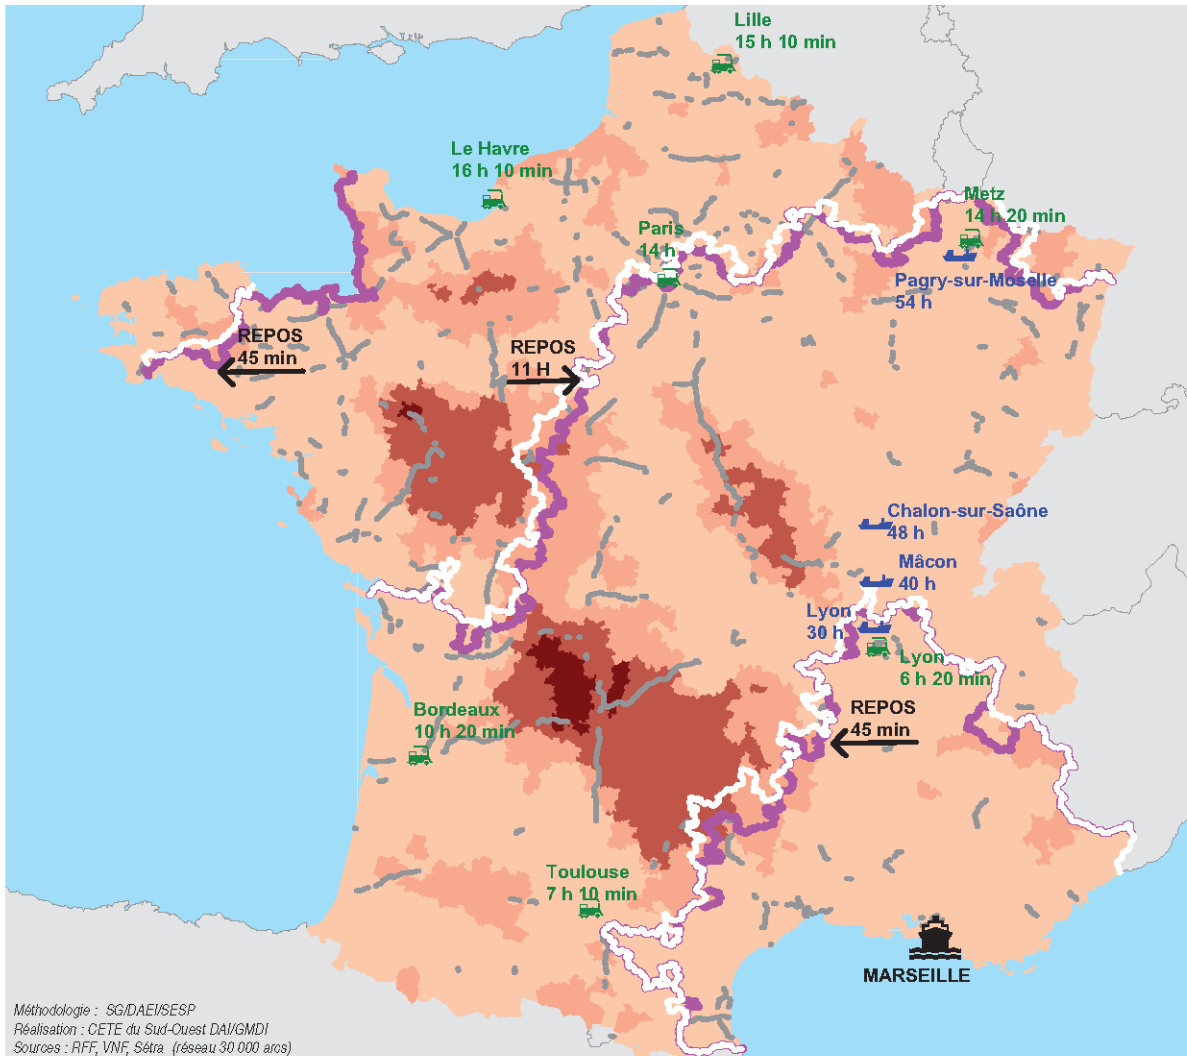 Lille
15 h 10 min
Le Havre
16 h 10 min
Metz
14 h 20 min
Paris
14 h
Pagry-sur-Moselle
54 h
REPOS
45 min
REPOS
11 H
Chalon-sur-Saône
48 h
Mâcon
40 h
Lyon
30 h
Lyon
6 h 20 min
Bordeaux
10 h 20 min
REPOS
45 min
Toulouse
7 h 10 min
MARSEILLE
Méthodologie : SG/DAEI/SESP
Réalisation : CETE du Sud-Ouest DAI/GMDI
Sources : RFF, VNF, Sétra (réseau 30 000 arcs)